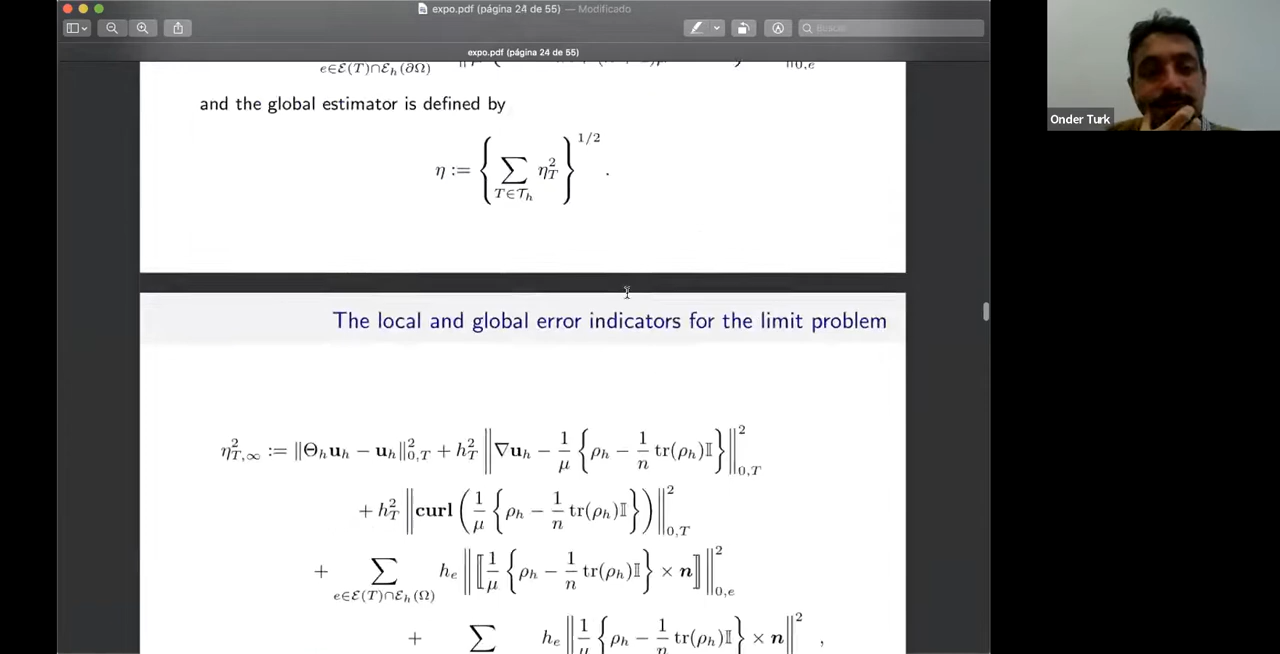 expo.pdf (página 24 de 55) — Modificado
Buscar
expo.pdf (página 24 de 55)
e∈ℰ(T)∩ℰ_h(∂Ω) ‖_{0,e}
and the global estimator is defined by
η := { ∑_{T∈𝒯_h} η_T^2 }^{1/2} .
The local and global error indicators for the limit problem
η_{T,∞}^2 := ‖Θ_h u_h − u_h‖_{0,T}^2 + h_T^2 ‖∇u_h − 1/μ {ρ_h − 1/n tr(ρ_h)𝕀}‖_{0,T}^2
+ h_T^2 ‖curl (1/μ {ρ_h − 1/n tr(ρ_h)𝕀})‖_{0,T}^2
+ ∑_{e∈ℰ(T)∩ℰ_h(Ω)} h_e ‖⟦1/μ {ρ_h − 1/n tr(ρ_h)𝕀} × n⟧‖_{0,e}^2
+ ∑ h_e ‖1/μ {ρ_h − 1/n tr(ρ_h)𝕀} × n‖^2 ,
Onder Turk